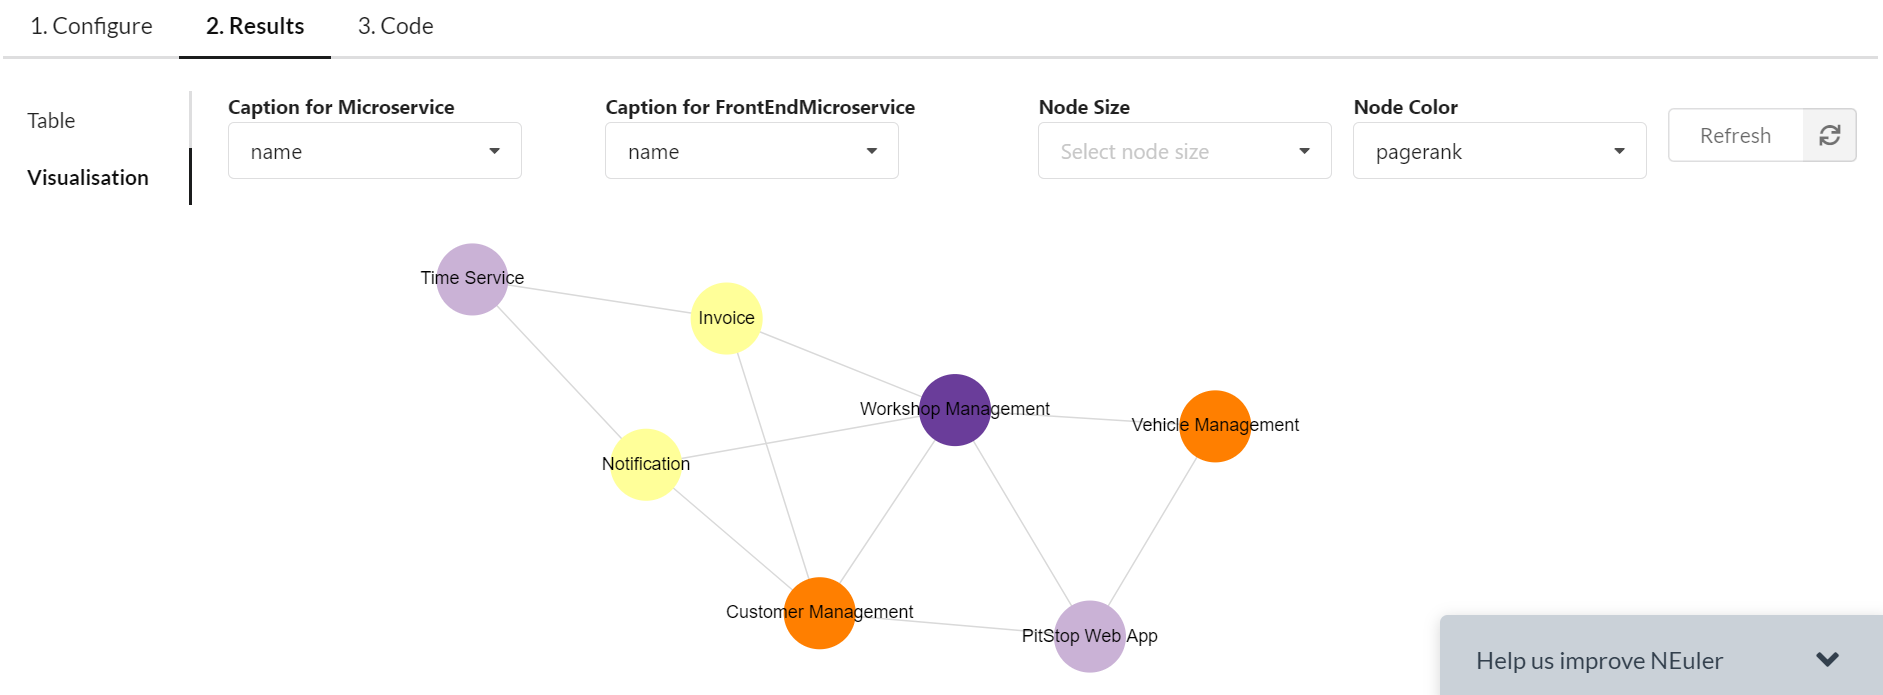 1. Configure
2. Results
3. Code
Table
Visualisation
Caption for Microservice
name
Caption for FrontEndMicroservice
name
Node Size
Select node size
Node Color
pagerank
Refresh
Time Service
Invoice
Workshop Management
Vehicle Management
Notification
Customer Management
PitStop Web App
Help us improve NEuler